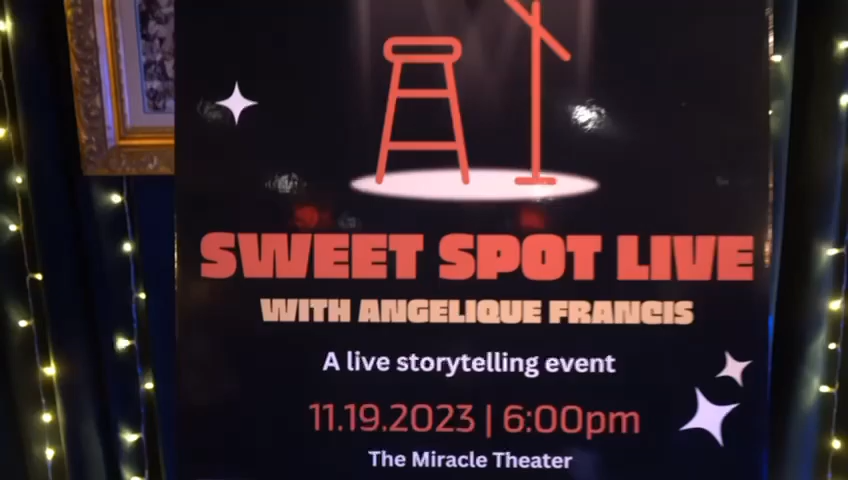 SWEET SPOT LIVE
WITH ANGELIQUE FRANCIS
A live storytelling event
11.19.2023 | 6:00pm
The Miracle Theater